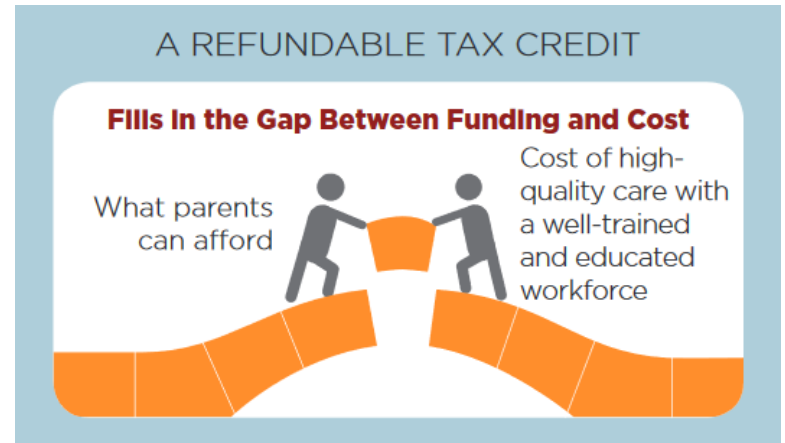 A REFUNDABLE TAX CREDIT
Fills in the Gap Between Funding and Cost
What parents
can afford
Cost of high-
quality care with
a well-trained
and educated
workforce